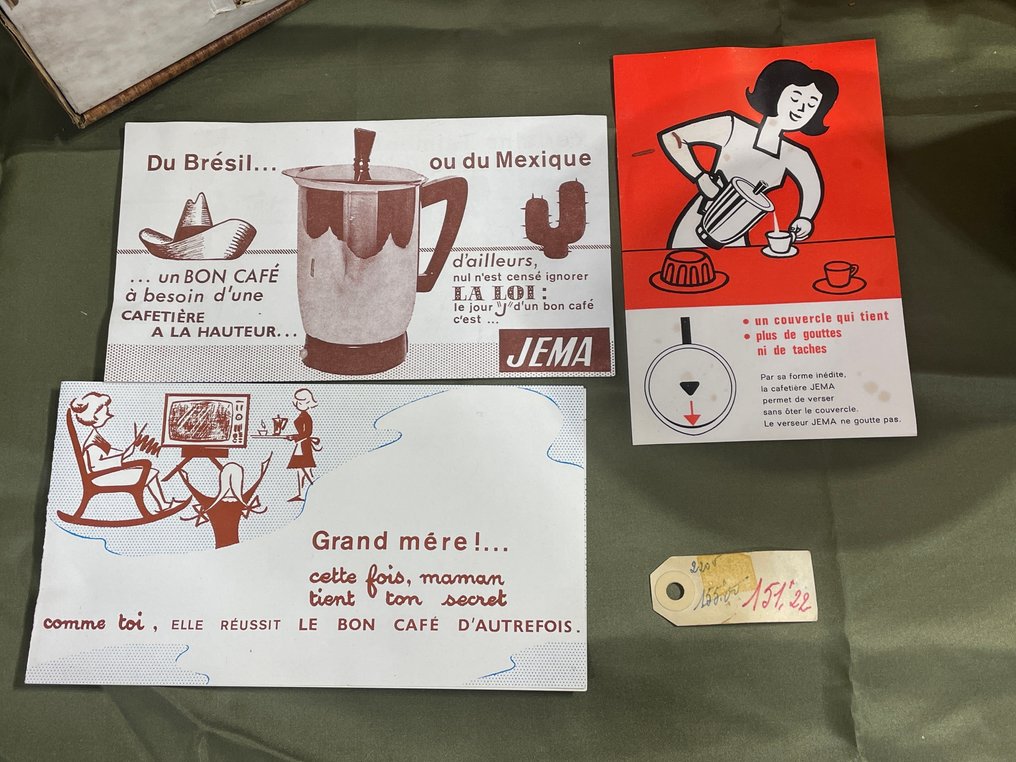 Du Brésil...
ou du Mexique
... un BON CAFÉ
à besoin d'une
CAFETIÈRE
A LA HAUTEUR...
d'ailleurs,
nul n'est censé ignorer
LA LOI :
le jour "J" d'un bon café
c'est ...
JEMA
• un couvercle qui tient
• plus de gouttes
ni de taches
Par sa forme inédite,
la cafetière JEMA
permet de verser
sans ôter le couvercle.
Le verseur JEMA ne goutte pas.
Grand mére!...
cette fois, maman
tient ton secret
comme toi, ELLE RÉUSSIT LE BON CAFÉ D'AUTREFOIS.
220v
151,22